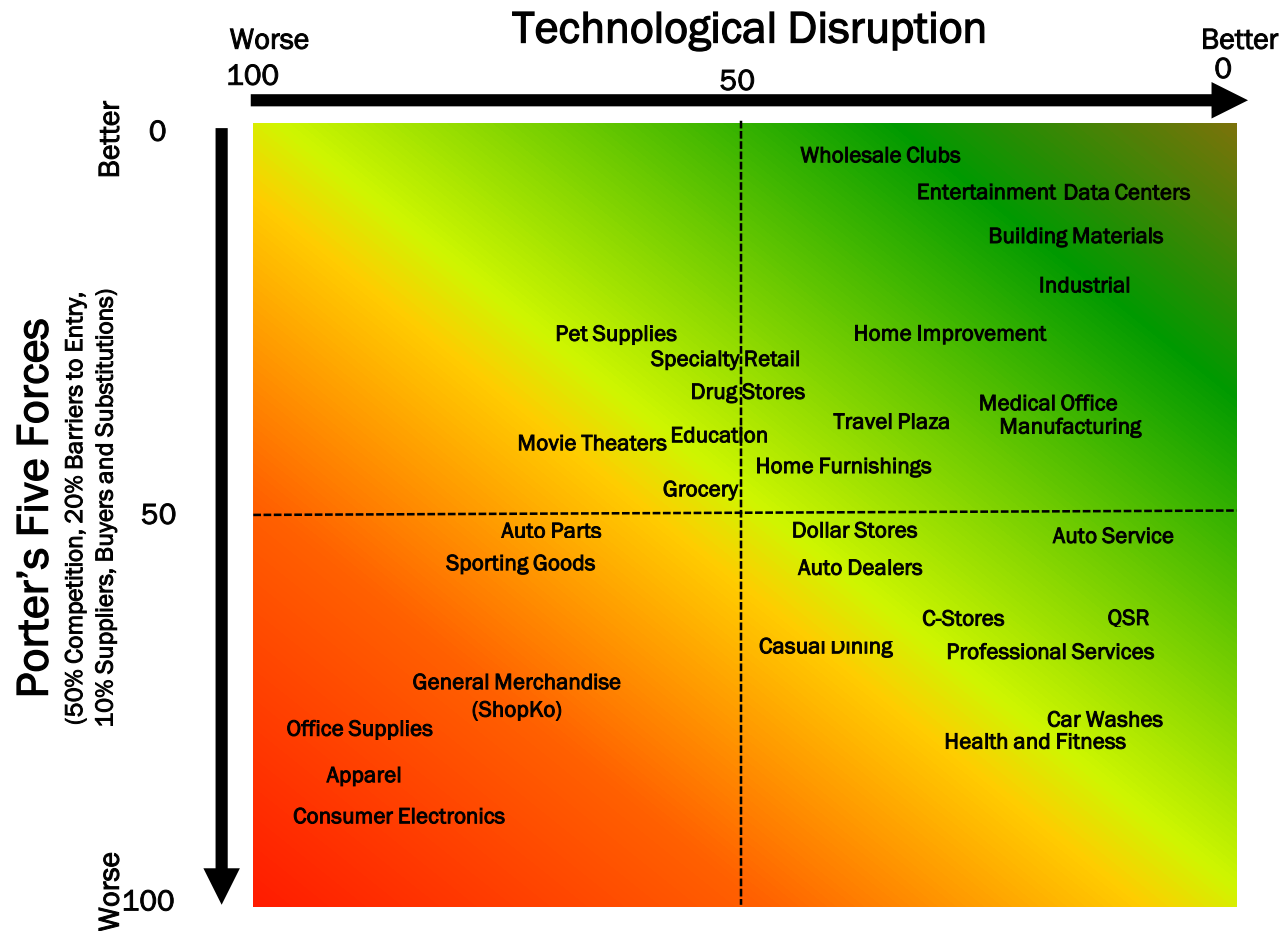 Technological Disruption
Worse
Better
100
50
0
Better
0
Porter's Five Forces
(50% Competition, 20% Barriers to Entry,
10% Suppliers, Buyers and Substitutions)
50
Worse
100
Wholesale Clubs
Entertainment Data Centers
Building Materials
Industrial
Pet Supplies
Home Improvement
Specialty Retail
Drug Stores
Medical Office
Travel Plaza
Manufacturing
Movie Theaters
Education
Home Furnishings
Grocery
Auto Parts
Dollar Stores
Auto Service
Sporting Goods
Auto Dealers
C-Stores
QSR
Casual Dining
Professional Services
General Merchandise
(ShopKo)
Office Supplies
Car Washes
Health and Fitness
Apparel
Consumer Electronics